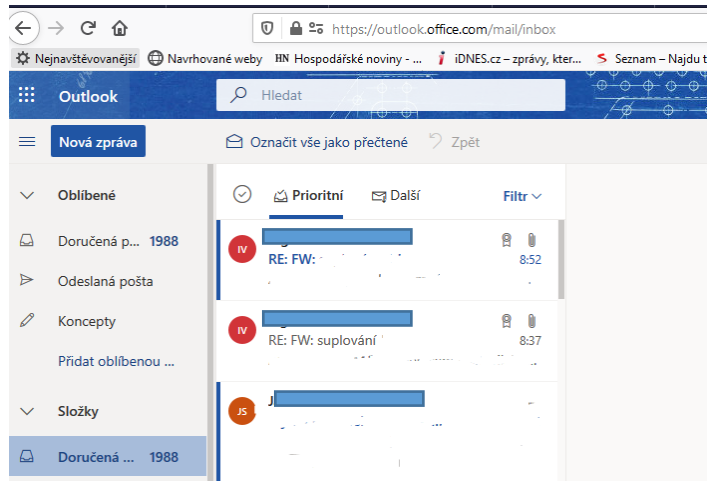 https://outlook.office.com/mail/inbox
Nejnavštěvovanější Navrhované weby HN Hospodářské noviny - ... iDNES.cz – zprávy, kter... Seznam – Najdu t
Outlook Hledat
Nová zpráva Označit vše jako přečtené Zpět
Oblíbené Prioritní Další Filtr
Doručená p... 1988
IV RE: FW: 8:52
Odeslaná pošta
Koncepty
IV RE: FW: suplování 8:37
Přidat oblíbenou ...
Složky
JS J
Doručená ... 1988